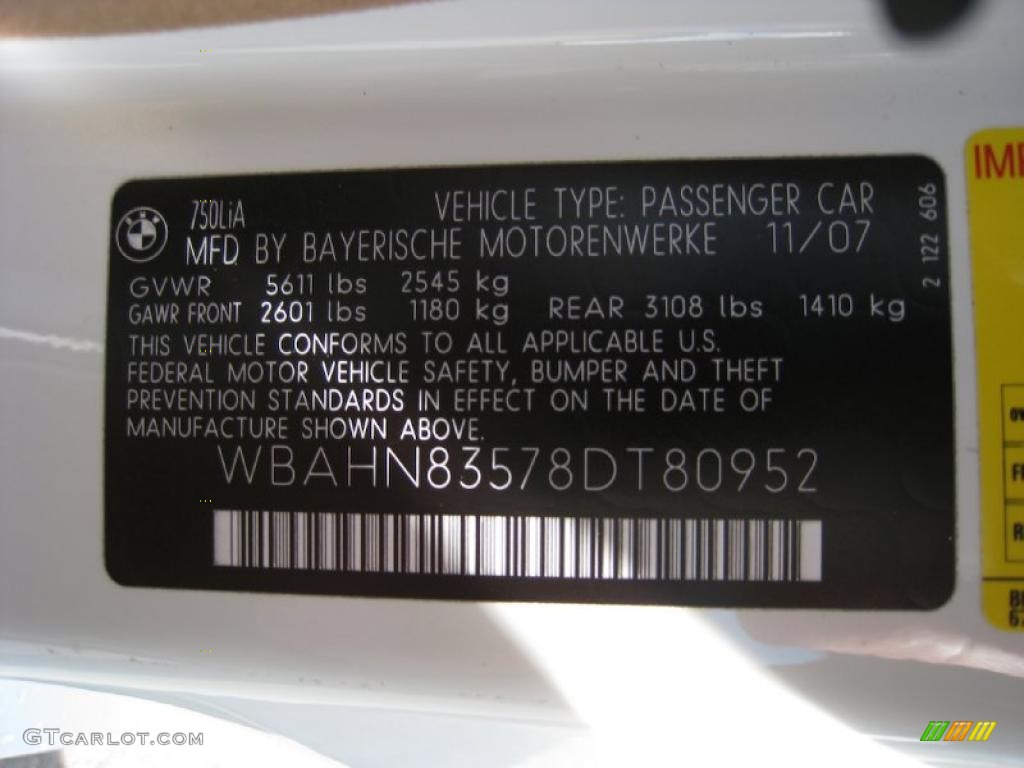 750LiA VEHICLE TYPE: PASSENGER CAR
MFD. BY BAYERISCHE MOTORENWERKE 11/07
GVWR 5611 lbs 2545 kg
GAWR FRONT 2601 lbs 1180 kg REAR 3108 lbs 1410 kg
THIS VEHICLE CONFORMS TO ALL APPLICABLE U.S.
FEDERAL MOTOR VEHICLE SAFETY, BUMPER AND THEFT
PREVENTION STANDARDS IN EFFECT ON THE DATE OF
MANUFACTURE SHOWN ABOVE.
WBAHN83578DT80952
2 122 606
GTCARLOT.COM